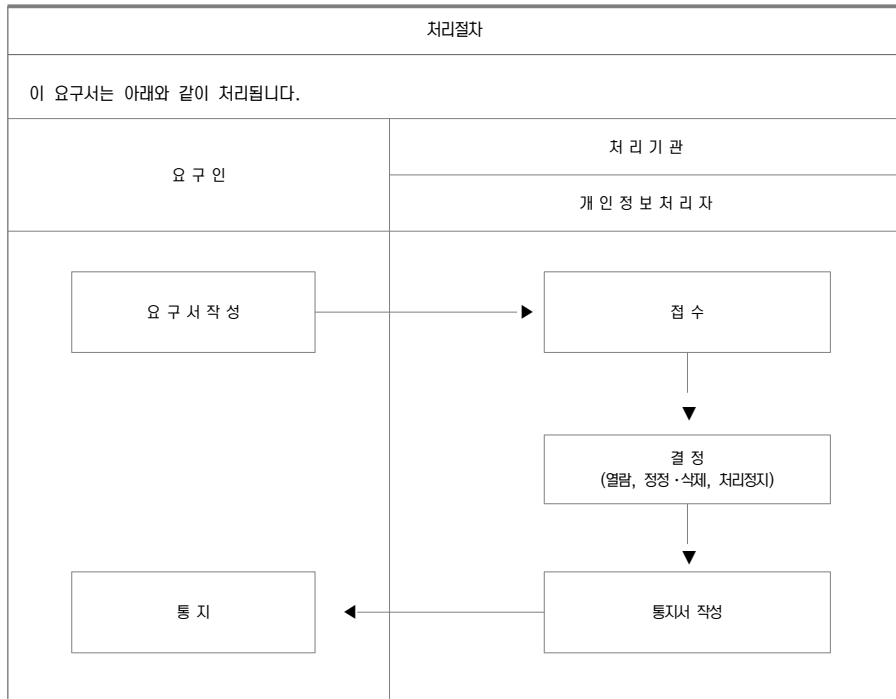 처리절차
이 요구서는 아래와 같이 처리됩니다.
요 구 인
처 리 기 관
개 인 정 보 처 리 자
요 구 서 작 성
접 수
결 정
(열람, 정정·삭제, 처리정지)
통 지
통지서 작성